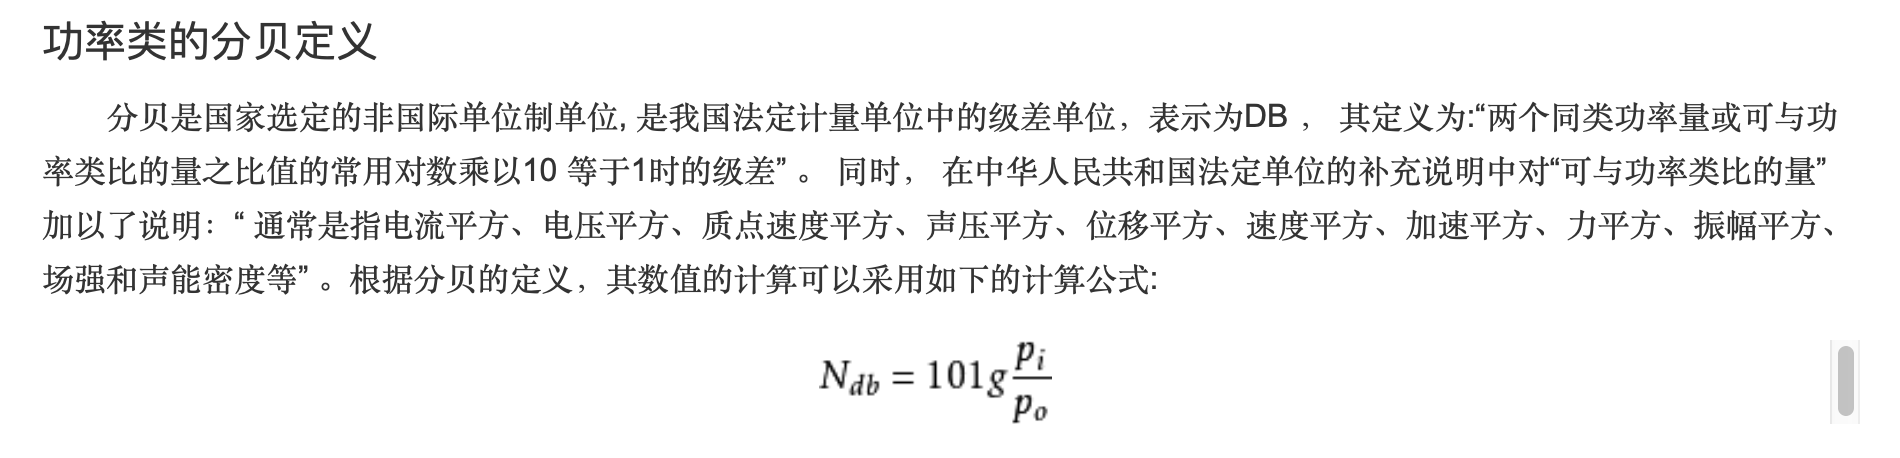 功率类的分贝定义
分贝是国家选定的非国际单位制单位, 是我国法定计量单位中的级差单位，表示为DB ， 其定义为:“两个同类功率量或可与功
率类比的量之比值的常用对数乘以10 等于1时的级差” 。 同时， 在中华人民共和国法定单位的补充说明中对“可与功率类比的量”
加以了说明：“ 通常是指电流平方、电压平方、质点速度平方、声压平方、位移平方、速度平方、加速平方、力平方、振幅平方、
场强和声能密度等” 。根据分贝的定义，其数值的计算可以采用如下的计算公式:
N_{db} = 101g \frac{p_i}{p_o}